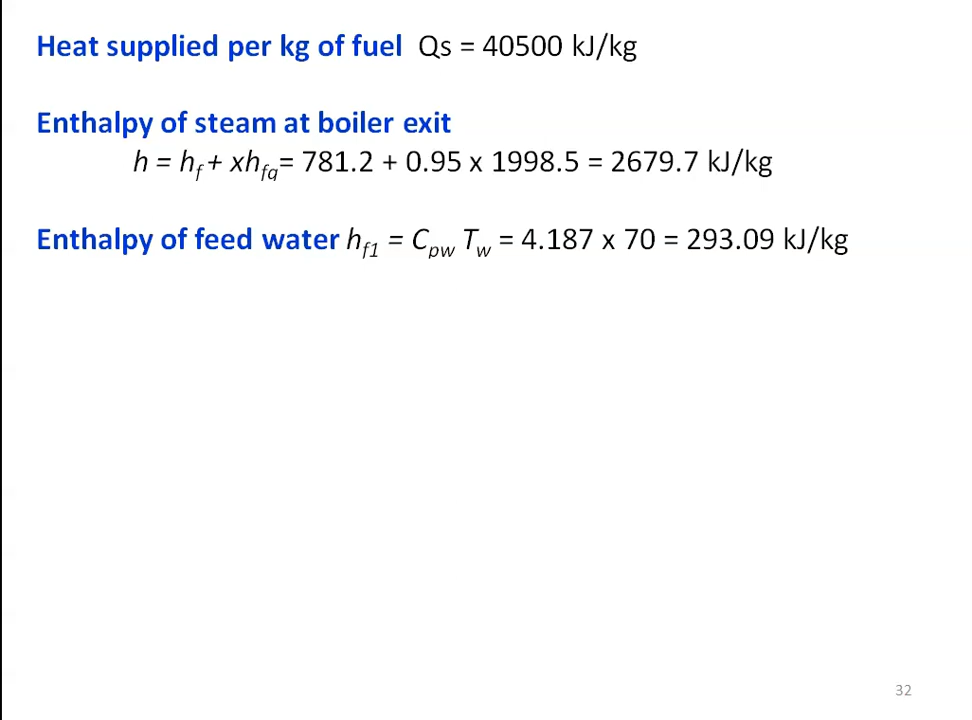 Heat supplied per kg of fuel Qs = 40500 kJ/kg
Enthalpy of steam at boiler exit
h = hf + xhfg= 781.2 + 0.95 x 1998.5 = 2679.7 kJ/kg
Enthalpy of feed water hf1 = Cpw Tw = 4.187 x 70 = 293.09 kJ/kg
32